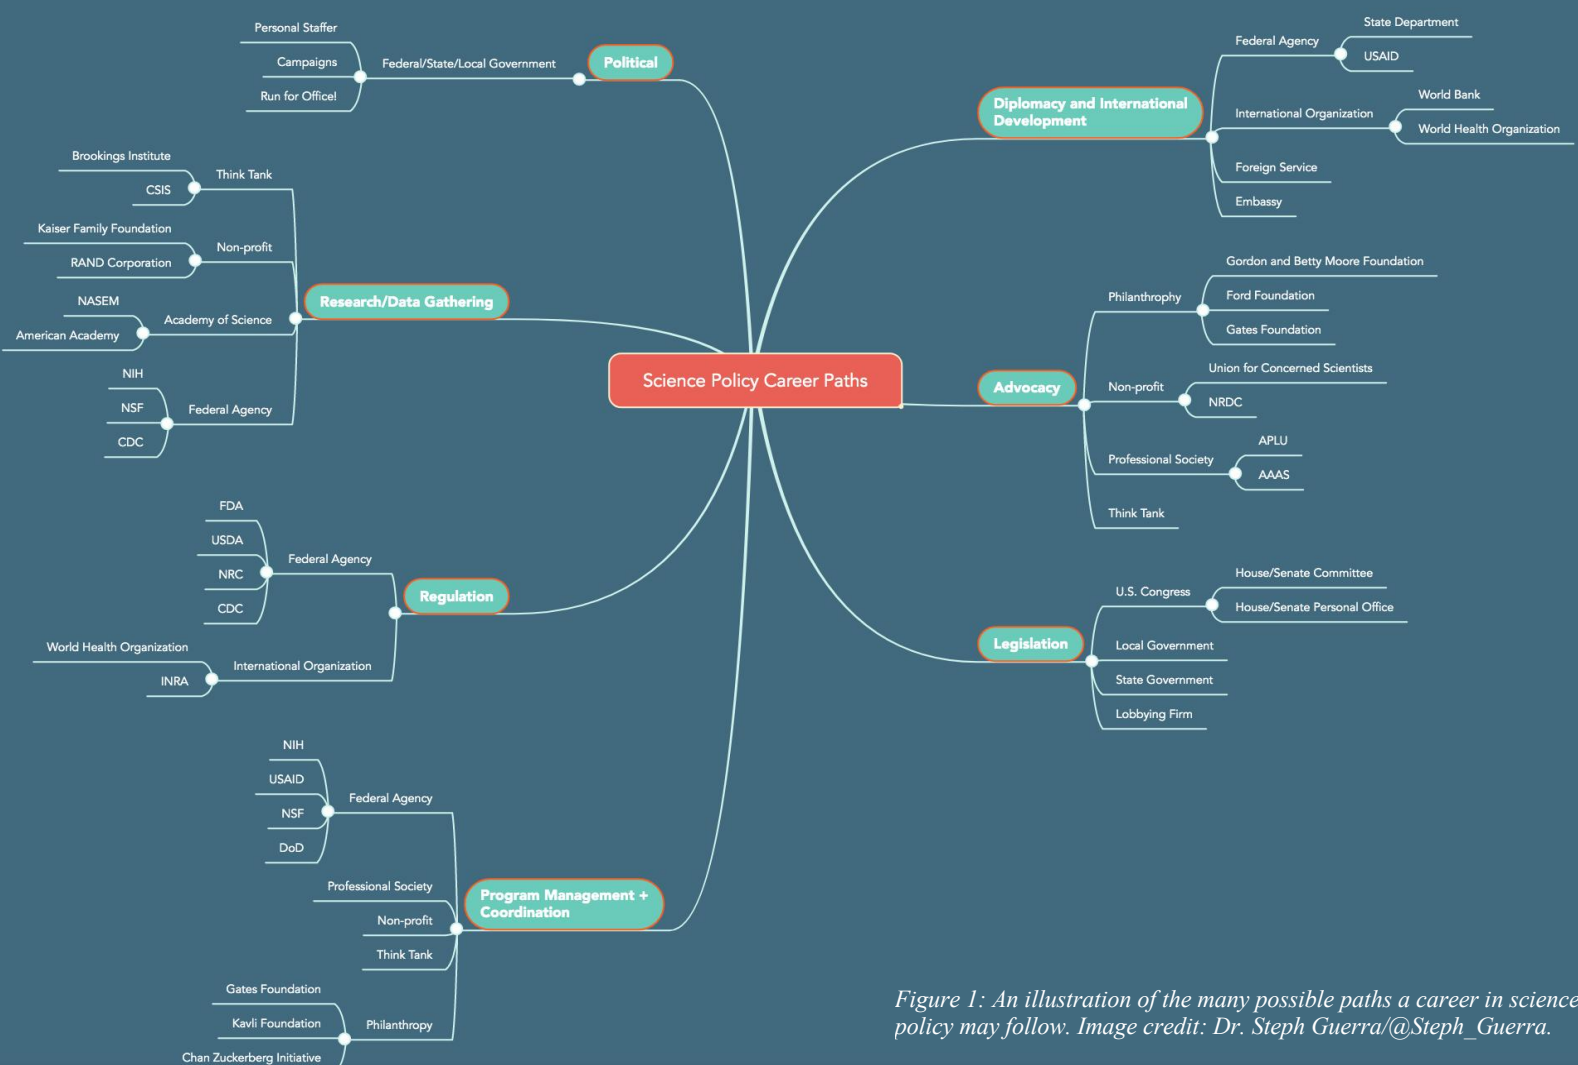 Science Policy Career Paths
Political
Federal/State/Local Government
Personal Staffer
Campaigns
Run for Office!
Research/Data Gathering
Think Tank
Brookings Institute
CSIS
Non-profit
Kaiser Family Foundation
RAND Corporation
Academy of Science
NASEM
American Academy
Federal Agency
NIH
NSF
CDC
Regulation
Federal Agency
FDA
USDA
NRC
CDC
International Organization
World Health Organization
INRA
Program Management +
Coordination
Federal Agency
NIH
USAID
NSF
DoD
Professional Society
Non-profit
Think Tank
Philanthropy
Gates Foundation
Kavli Foundation
Chan Zuckerberg Initiative
Diplomacy and International
Development
Federal Agency
State Department
USAID
International Organization
World Bank
World Health Organization
Foreign Service
Embassy
Advocacy
Philanthrophy
Gordon and Betty Moore Foundation
Ford Foundation
Gates Foundation
Non-profit
Union for Concerned Scientists
NRDC
Professional Society
APLU
AAAS
Think Tank
Legislation
U.S. Congress
House/Senate Committee
House/Senate Personal Office
Local Government
State Government
Lobbying Firm
Figure 1: An illustration of the many possible paths a career in science
policy may follow. Image credit: Dr. Steph Guerra/@Steph_Guerra.